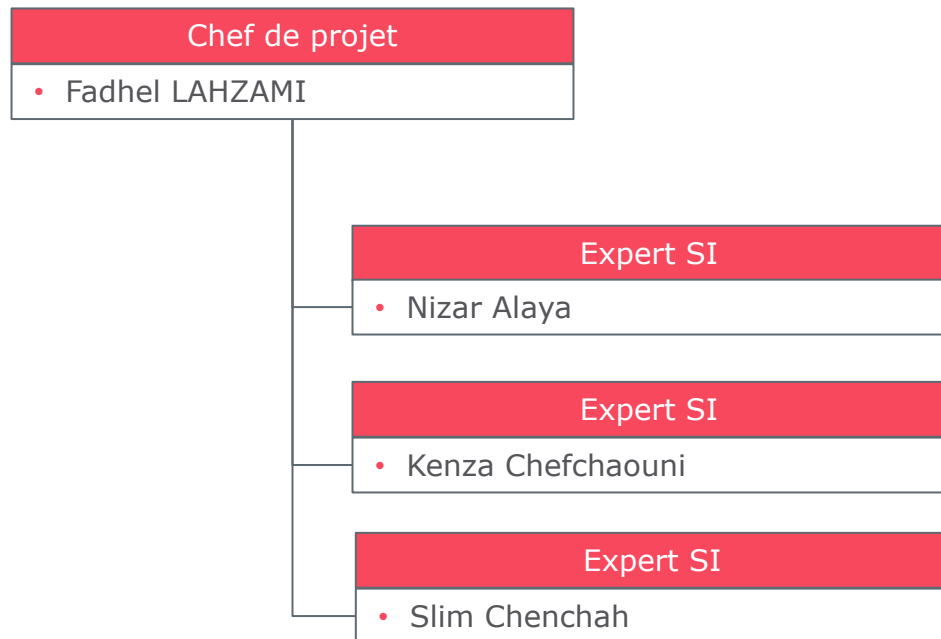 Chef de projet
• Fadhel LAHZAMI
Expert SI
• Nizar Alaya
Expert SI
• Kenza Chefchaouni
Expert SI
• Slim Chenchah